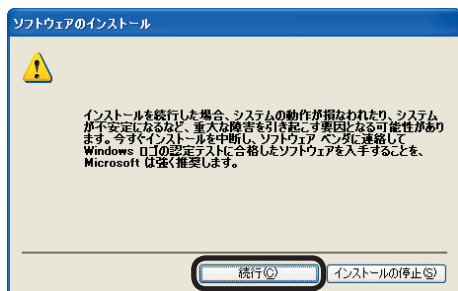 ソフトウェアのインストール
インストールを続行した場合、システムの動作が損なわれたり、システム
が不安定になるなど、重大な障害を引き起こす要因となる可能性があり
ます。今すぐインストールを中断し、ソフトウェア ベンダに連絡して
Windows ロゴの認定テストに合格したソフトウェアを入手することを、
Microsoft は強く推奨します。
続行(C)
インストールの停止(S)